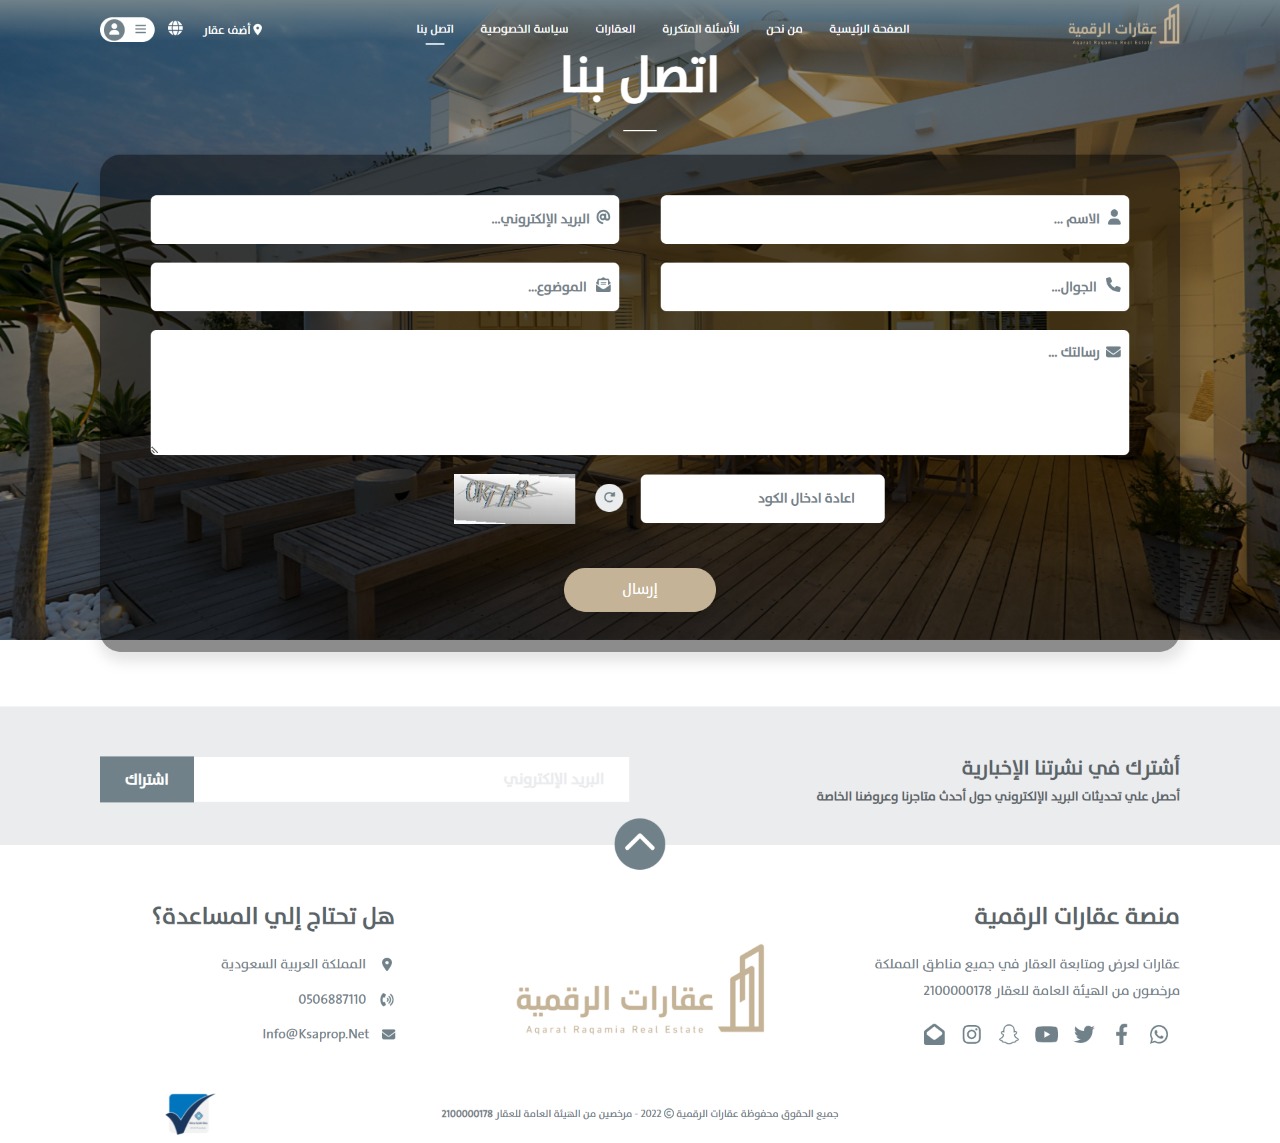 عقارات الرقمية
Aqarat Raqamia Real Estate
الصفحة الرئيسية
من نحن
الأسئلة المتكررة
العقارات
سياسة الخصوصية
اتصل بنا
أضف عقار
اتصل بنا
الاسم ...
البريد الإلكتروني...
الجوال...
الموضوع...
رسالتك ...
اعادة ادخال الكود
إرسال
أشترك في نشرتنا الإخبارية
أحصل علي تحديثات البريد الإلكتروني حول أحدث متاجرنا وعروضنا الخاصة
البريد الإلكتروني
اشتراك
منصة عقارات الرقمية
عقارات لعرض ومتابعة العقار في جميع مناطق المملكة
مرخصون من الهيئة العامة للعقار 2100000178
عقارات الرقمية
Aqarat Raqamia Real Estate
هل تحتاج إلي المساعدة؟
المملكة العربية السعودية
0506887110
Info@Ksaprop.Net
جميع الحقوق محفوظة عقارات الرقمية © 2022 - مرخصين من الهيئة العامة للعقار 2100000178